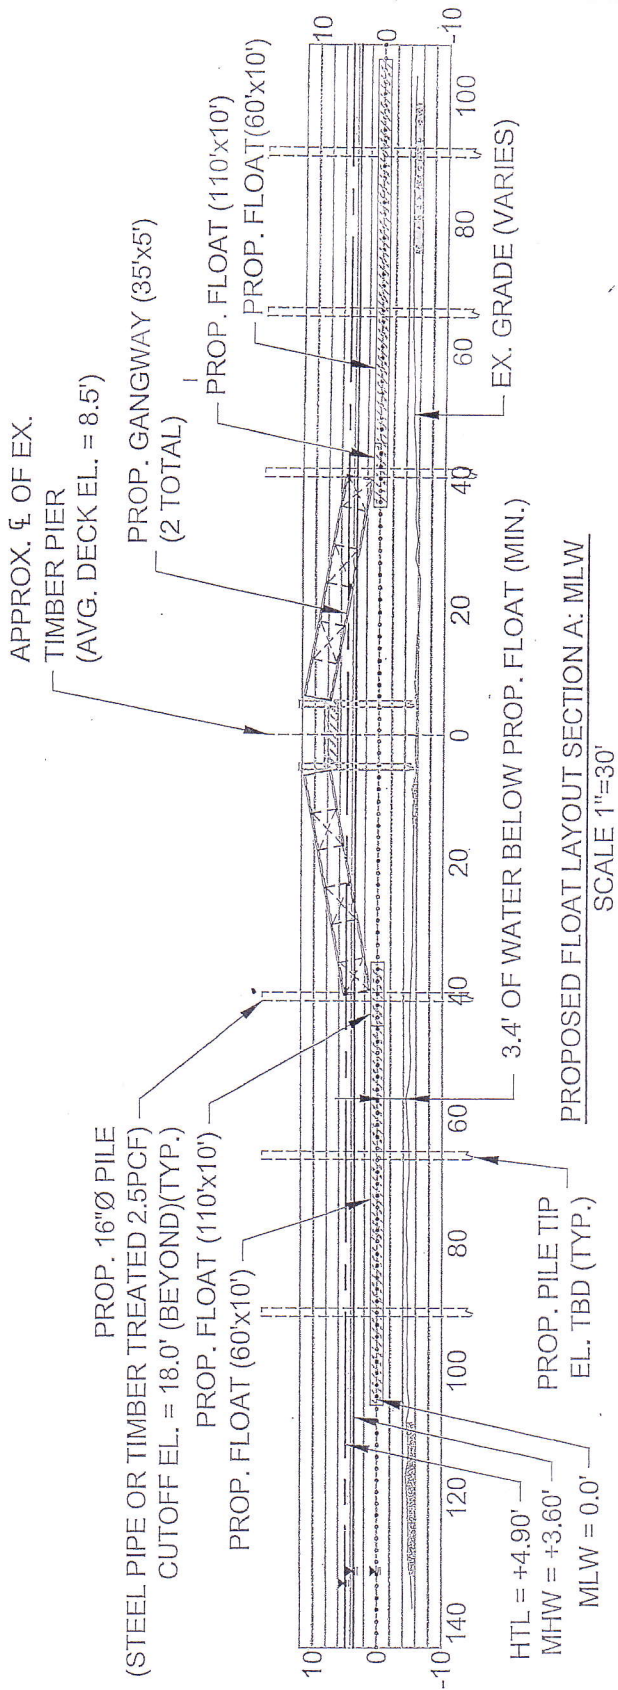 APPROX. ℄ OF EX.
TIMBER PIER
(AVG. DECK EL. = 8.5')
PROP. GANGWAY (35'x5')
(2 TOTAL)
PROP. FLOAT (110'x10')
PROP. FLOAT(60'x10')
PROP. 16"Ø PILE
(STEEL PIPE OR TIMBER TREATED 2.5PCF)
CUTOFF EL. = 18.0' (BEYOND)(TYP.)
PROP. FLOAT (110'x10')
PROP. FLOAT (60'x10')
10
0
-10
10
0
-10
140
120
100
80
60
40
20
0
20
40
60
80
100
HTL = +4.90'
MHW = +3.60'
MLW = 0.0'
PROP. PILE TIP
EL. TBD (TYP.)
3.4' OF WATER BELOW PROP. FLOAT (MIN.)
EX. GRADE (VARIES)
PROPOSED FLOAT LAYOUT SECTION A: MLW
SCALE 1"=30'